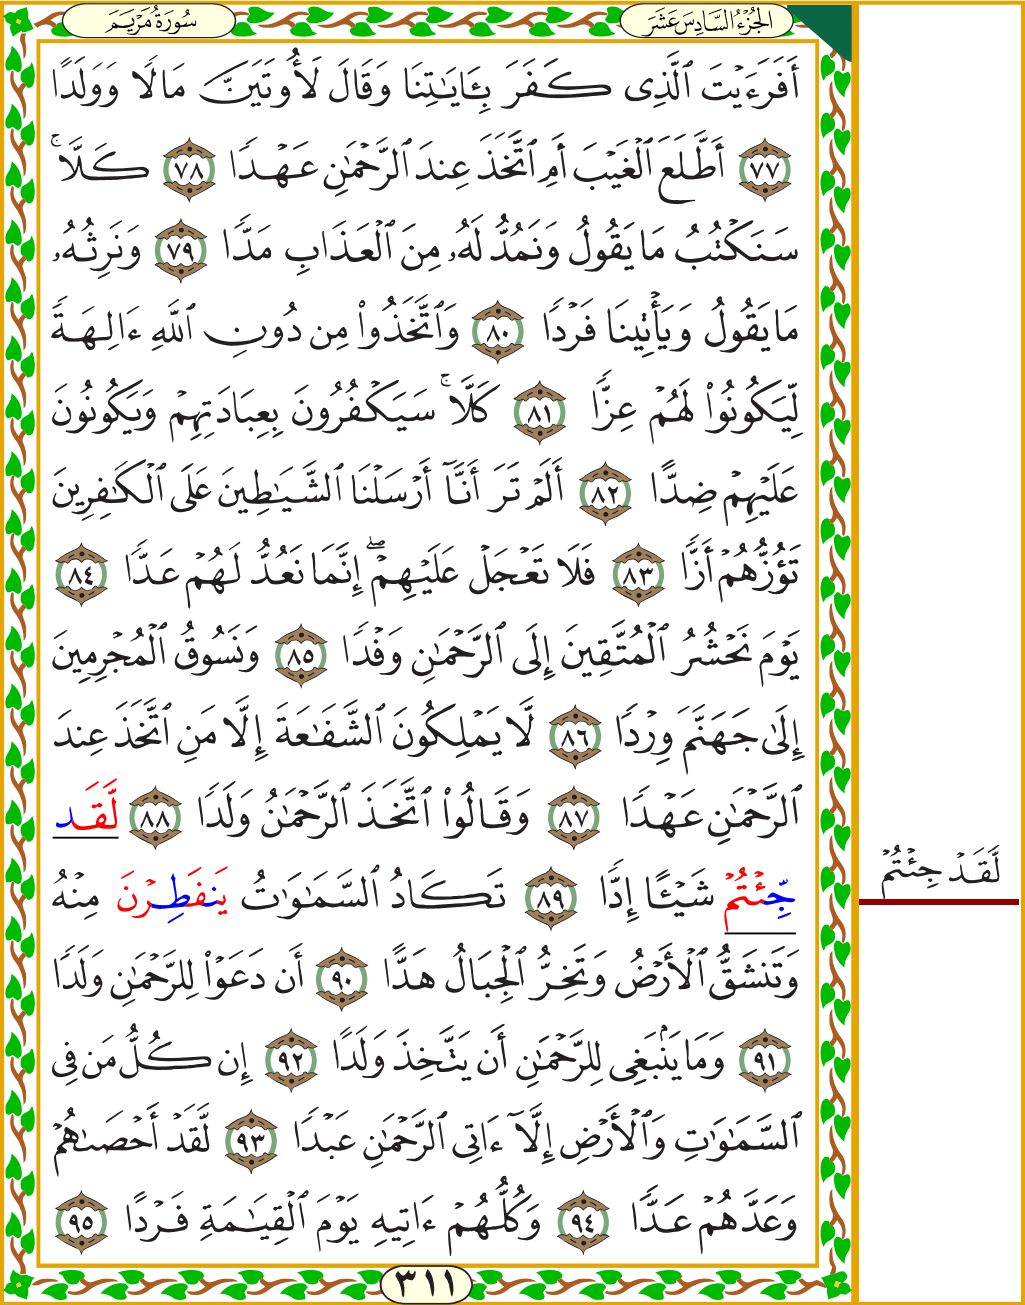 الجُزْءُ السَّادِسَ عَشَرَ
سُورَةُ مَرْيَمَ
أَفَرَءَيْتَ ٱلَّذِى كَفَرَ بِـَٔايَـٰتِنَا وَقَالَ لَأُوتَيَنَّ مَالًا وَوَلَدًا
٧٧ أَطَّلَعَ ٱلْغَيْبَ أَمِ ٱتَّخَذَ عِندَ ٱلرَّحْمَـٰنِ عَهْدًا ٧٨ كَلَّا ۚ
سَنَكْتُبُ مَا يَقُولُ وَنَمُدُّ لَهُۥ مِنَ ٱلْعَذَابِ مَدًّا ٧٩ وَنَرِثُهُۥ
مَا يَقُولُ وَيَأْتِينَا فَرْدًا ٨٠ وَٱتَّخَذُوا۟ مِن دُونِ ٱللَّهِ ءَالِهَةً
لِّيَكُونُوا۟ لَهُمْ عِزًّا ٨١ كَلَّا ۚ سَيَكْفُرُونَ بِعِبَادَتِهِمْ وَيَكُونُونَ
عَلَيْهِمْ ضِدًّا ٨٢ أَلَمْ تَرَ أَنَّآ أَرْسَلْنَا ٱلشَّيَـٰطِينَ عَلَى ٱلْكَـٰفِرِينَ
تَؤُزُّهُمْ أَزًّا ٨٣ فَلَا تَعْجَلْ عَلَيْهِمْ ۖ إِنَّمَا نَعُدُّ لَهُمْ عَدًّا ٨٤
يَوْمَ نَحْشُرُ ٱلْمُتَّقِينَ إِلَى ٱلرَّحْمَـٰنِ وَفْدًا ٨٥ وَنَسُوقُ ٱلْمُجْرِمِينَ
إِلَىٰ جَهَنَّمَ وِرْدًا ٨٦ لَّا يَمْلِكُونَ ٱلشَّفَـٰعَةَ إِلَّا مَنِ ٱتَّخَذَ عِندَ
ٱلرَّحْمَـٰنِ عَهْدًا ٨٧ وَقَالُوا۟ ٱتَّخَذَ ٱلرَّحْمَـٰنُ وَلَدًا ٨٨ لَّقَد
جِّئْتُمْ شَيْـًٔا إِدًّا ٨٩ تَكَادُ ٱلسَّمَـٰوَٰتُ يَنفَطِرْنَ مِنْهُ
وَتَنشَقُّ ٱلْأَرْضُ وَتَخِرُّ ٱلْجِبَالُ هَدًّا ٩٠ أَن دَعَوْا۟ لِلرَّحْمَـٰنِ وَلَدًا
٩١ وَمَا يَنۢبَغِى لِلرَّحْمَـٰنِ أَن يَتَّخِذَ وَلَدًا ٩٢ إِن كُلُّ مَن فِى
ٱلسَّمَـٰوَٰتِ وَٱلْأَرْضِ إِلَّآ ءَاتِى ٱلرَّحْمَـٰنِ عَبْدًا ٩٣ لَّقَدْ أَحْصَىٰهُمْ
وَعَدَّهُمْ عَدًّا ٩٤ وَكُلُّهُمْ ءَاتِيهِ يَوْمَ ٱلْقِيَـٰمَةِ فَرْدًا ٩٥
لَّقَدْ جِئْتُمْ
٣١١